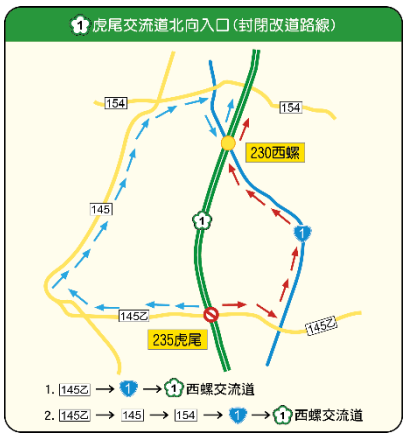 1 虎尾交流道北向入口(封閉改道路線)
154
154
230西螺
145
1
1
145乙
145乙
235虎尾
1. 145乙 → 1 → 1 西螺交流道
2. 145乙 → 145 → 154 → 1 → 1 西螺交流道